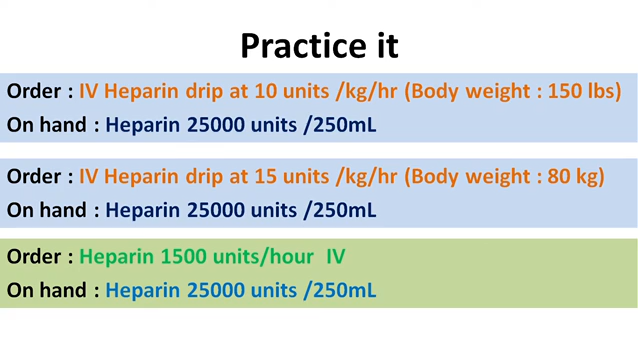 Practice it
Order : IV Heparin drip at 10 units /kg/hr (Body weight : 150 lbs)
On hand : Heparin 25000 units /250mL
Order : IV Heparin drip at 15 units /kg/hr (Body weight : 80 kg)
On hand : Heparin 25000 units /250mL
Order : Heparin 1500 units/hour IV
On hand : Heparin 25000 units /250mL